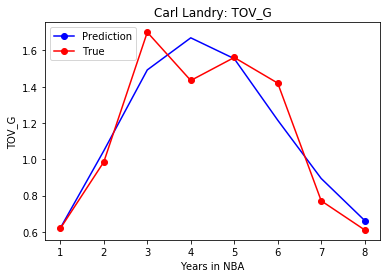 Carl Landry: TOV_G
Prediction
True
1.6
1.4
1.2
1.0
0.8
0.6
TOV_G
1 2 3 4 5 6 7 8
Years in NBA